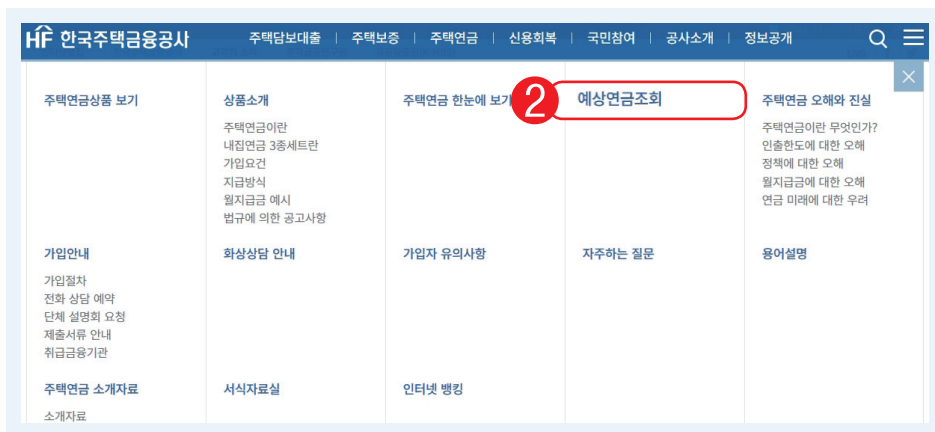 HF 한국주택금융공사
주택담보대출 | 주택보증 | 주택연금 | 신용회복 | 국민참여 | 공사소개 | 정보공개
주택연금상품 보기
상품소개
주택연금이란
내집연금 3종세트란
가입요건
지급방식
월지급금 예시
법규에 의한 공고사항
주택연금 한눈에 보기
2
예상연금조회
주택연금 오해와 진실
주택연금이란 무엇인가?
인출한도에 대한 오해
정책에 대한 오해
월지급금에 대한 오해
연금 미래에 대한 우려
가입안내
가입절차
전화 상담 예약
단체 설명회 요청
제출서류 안내
취급금융기관
화상상담 안내
가입자 유의사항
자주하는 질문
용어설명
주택연금 소개자료
소개자료
서식자료실
인터넷 뱅킹